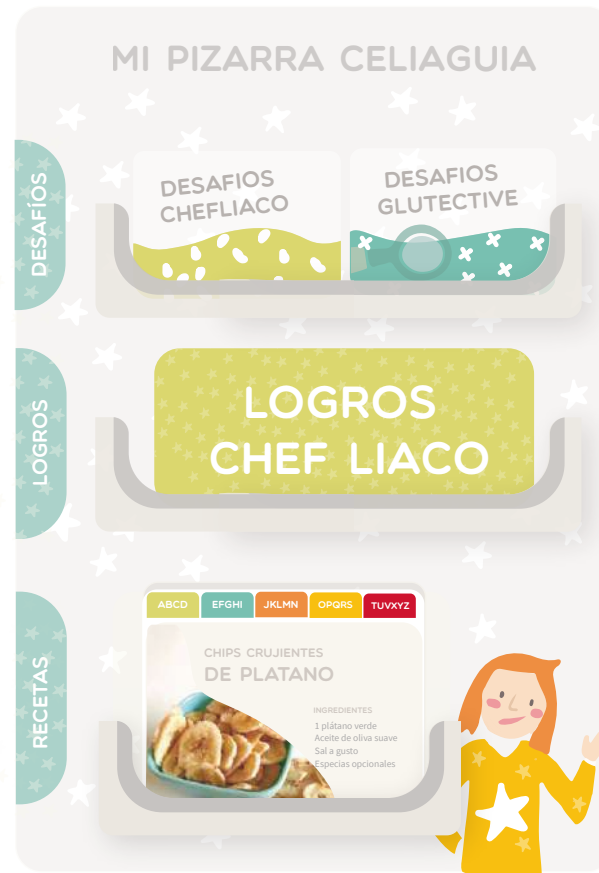 MI PIZARRA CELIAGUIA
DESAFÍOS
DESAFIOS
CHEFLIACO
DESAFIOS
GLUTECTIVE
LOGROS
LOGROS
CHEF LIACO
RECETAS
ABCD
EFGHI
JKLMN
OPQRS
TUVXYZ
CHIPS CRUJIENTES
DE PLATANO
INGREDIENTES
1 plátano verde
Aceite de oliva suave
Sal a gusto
Especias opcionales